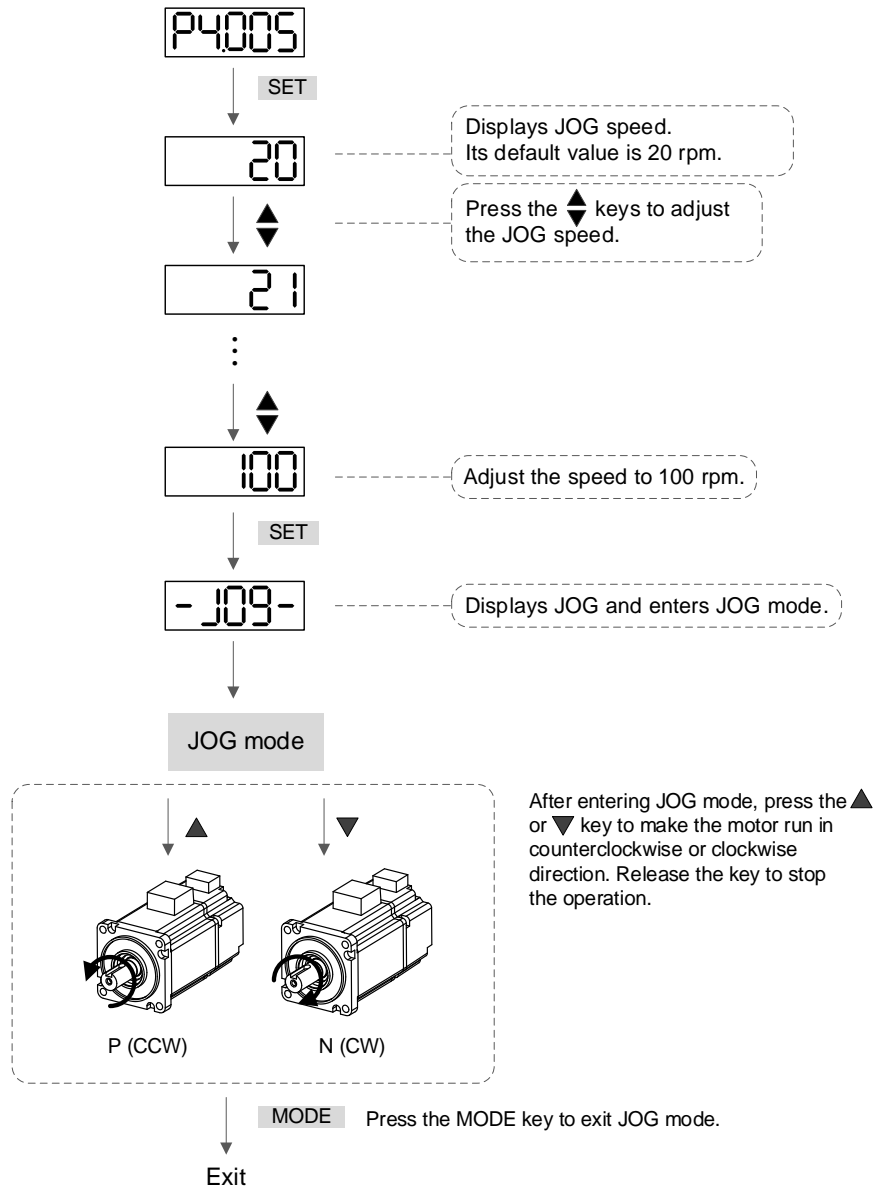 P4.005
SET
20
Displays JOG speed.
Its default value is 20 rpm.
Press the ▲▼ keys to adjust
the JOG speed.
21
100
Adjust the speed to 100 rpm.
SET
-JOG-
Displays JOG and enters JOG mode.
JOG mode
After entering JOG mode, press the ▲
or ▼ key to make the motor run in
counterclockwise or clockwise
direction. Release the key to stop
the operation.
P (CCW)
N (CW)
MODE
Press the MODE key to exit JOG mode.
Exit